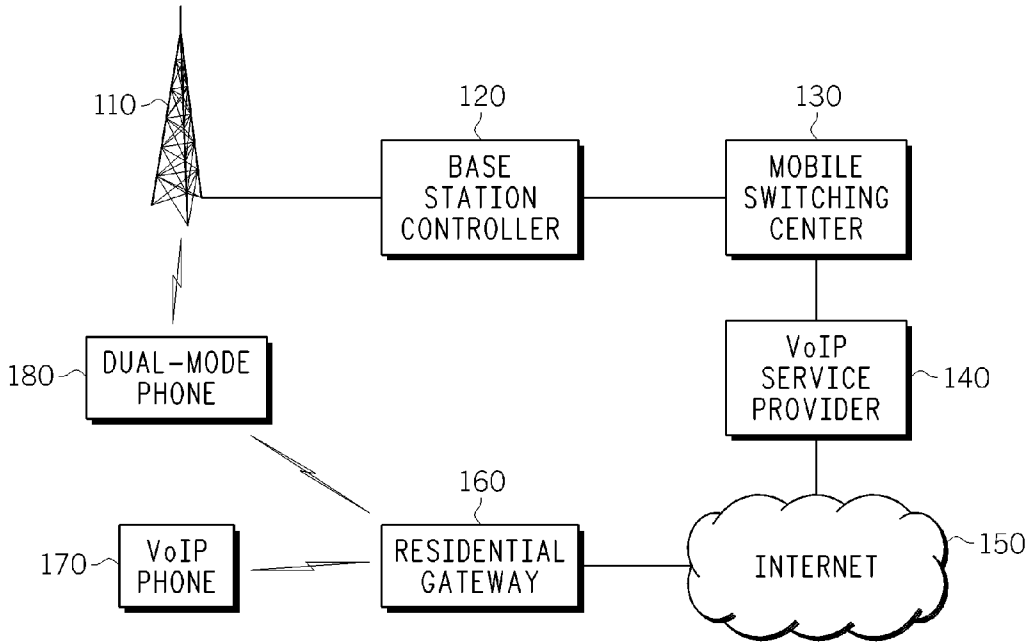 110
120
130
BASE
STATION
CONTROLLER
MOBILE
SWITCHING
CENTER
180
DUAL-MODE
PHONE
VoIP
SERVICE
PROVIDER
140
160
170
VoIP
PHONE
RESIDENTIAL
GATEWAY
INTERNET
150